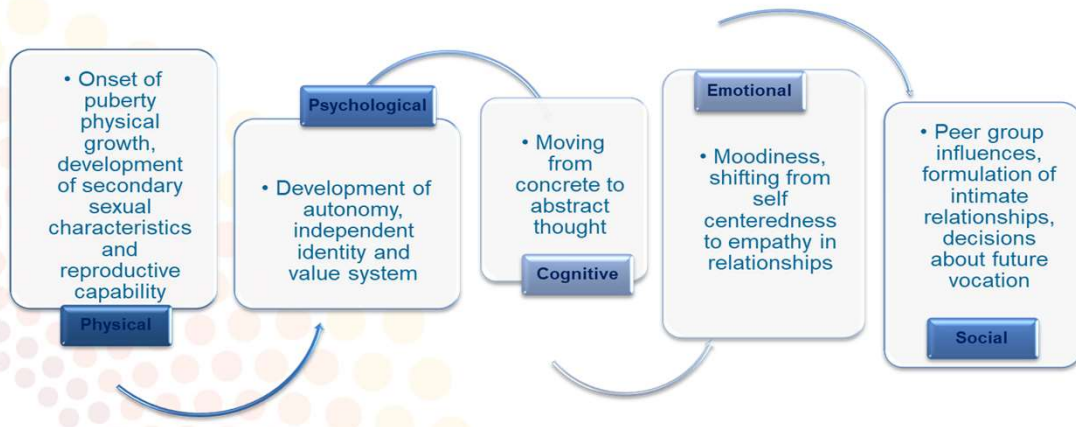 • Onset of
puberty
physical
growth,
development
of secondary
sexual
characteristics
and
reproductive
capability
Physical
Psychological
• Development of
autonomy,
independent
identity and
value system
• Moving
from
concrete to
abstract
thought
Cognitive
Emotional
• Moodiness,
shifting from
self
centeredness
to empathy in
relationships
• Peer group
influences,
formulation of
intimate
relationships,
decisions
about future
vocation
Social